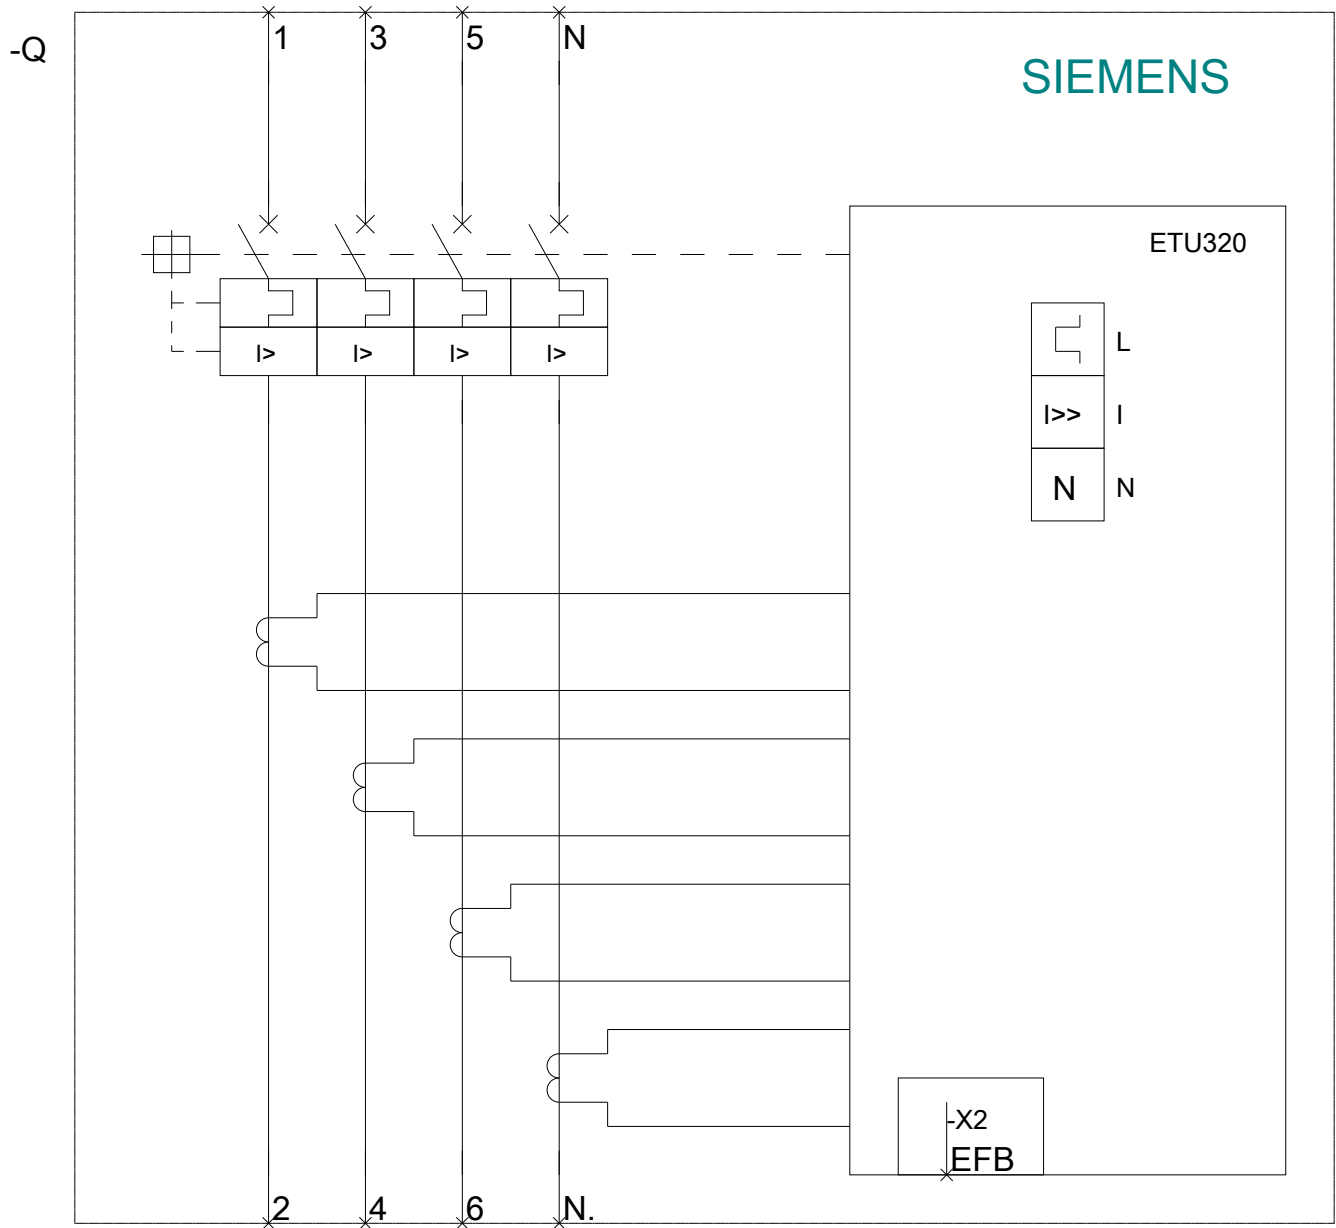 -Q
1 3 5 N
SIEMENS
ETU320
I> I> I> I>
L
I>> I
N N
-X2
EFB
2 4 6 N.